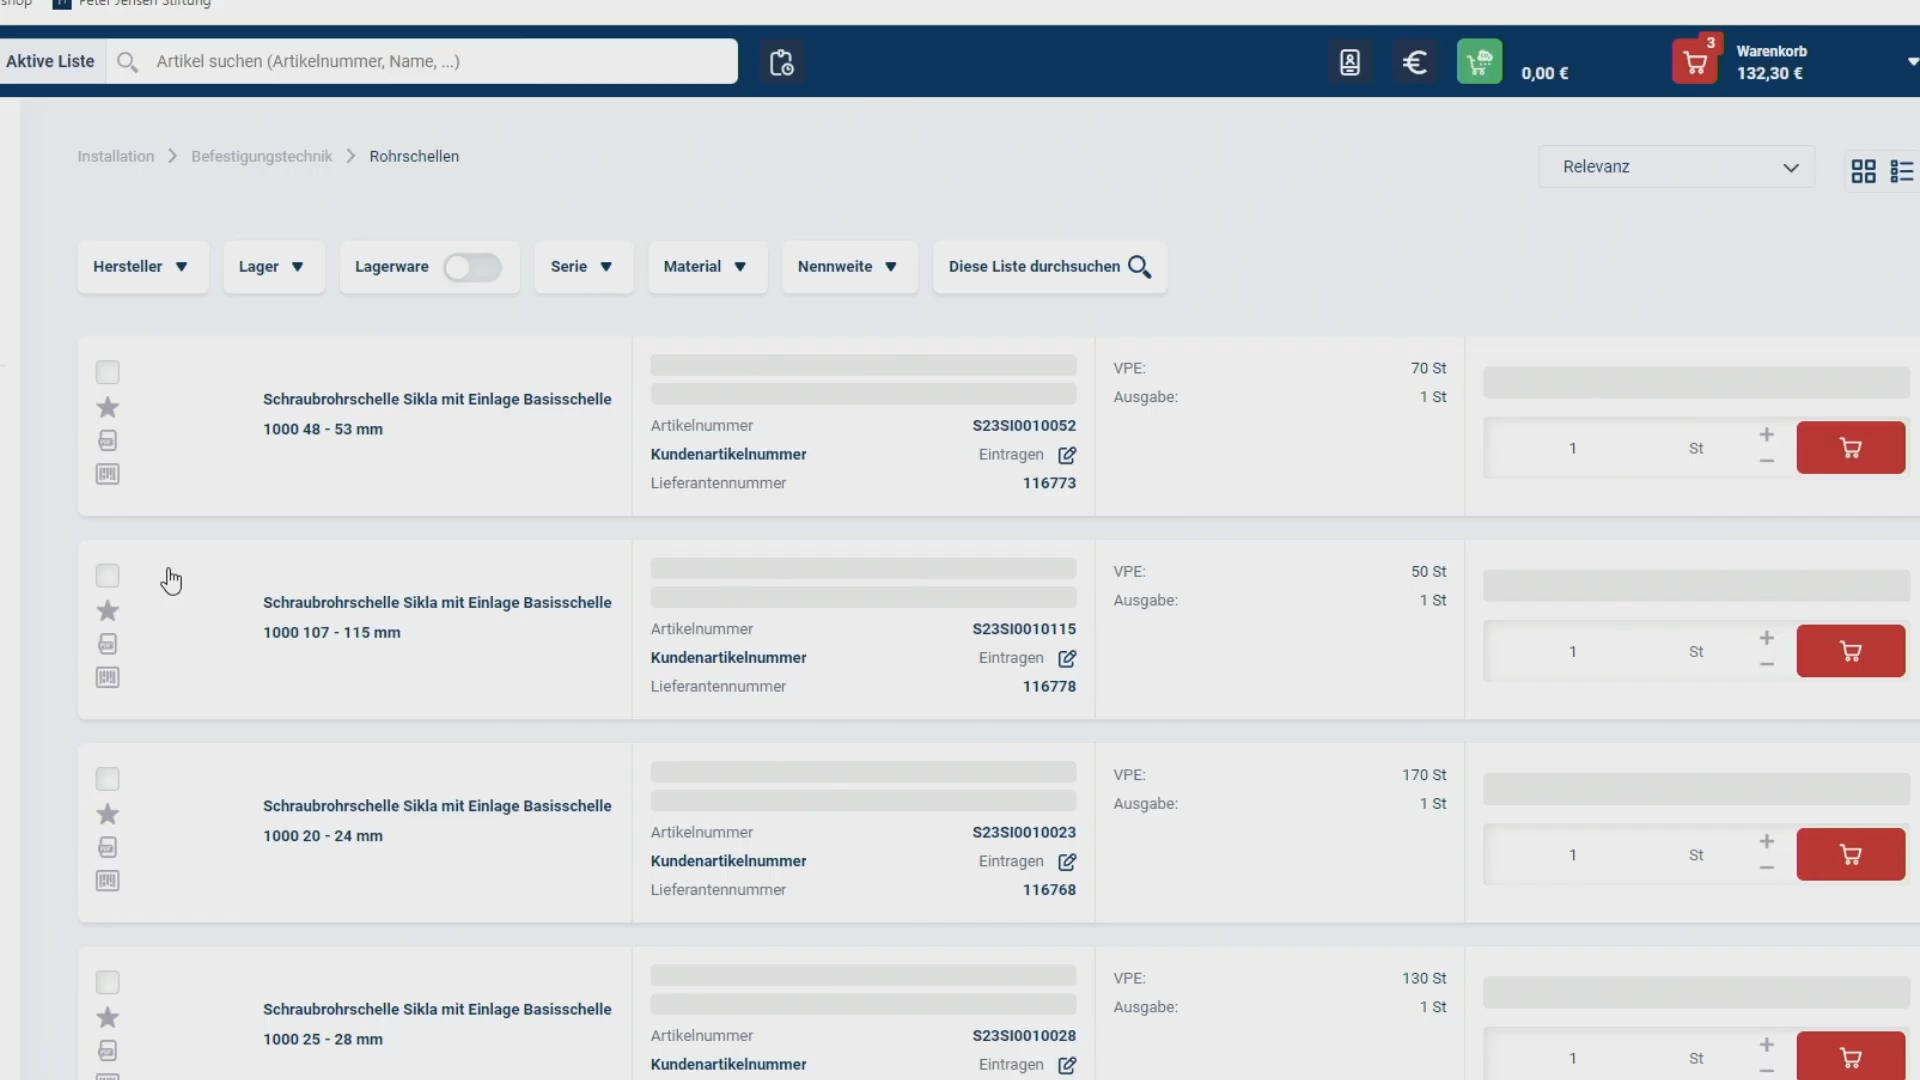 shop Peter Jensen Stiftung
Aktive Liste
Artikel suchen (Artikelnummer, Name, ...)
0,00 €
3
Warenkorb
132,30 €
Installation
Befestigungstechnik
Rohrschellen
Relevanz
Hersteller
Lager
Lagerware
Serie
Material
Nennweite
Diese Liste durchsuchen
Schraubrohrschelle Sikla mit Einlage Basisschelle
1000 48 - 53 mm
Artikelnummer S23SI0010052
Kundenartikelnummer Eintragen
Lieferantennummer 116773
VPE: 70 St
Ausgabe: 1 St
1 St
Schraubrohrschelle Sikla mit Einlage Basisschelle
1000 107 - 115 mm
Artikelnummer S23SI0010115
Kundenartikelnummer Eintragen
Lieferantennummer 116778
VPE: 50 St
Ausgabe: 1 St
1 St
Schraubrohrschelle Sikla mit Einlage Basisschelle
1000 20 - 24 mm
Artikelnummer S23SI0010023
Kundenartikelnummer Eintragen
Lieferantennummer 116768
VPE: 170 St
Ausgabe: 1 St
1 St
Schraubrohrschelle Sikla mit Einlage Basisschelle
1000 25 - 28 mm
Artikelnummer S23SI0010028
Kundenartikelnummer Eintragen
VPE: 130 St
Ausgabe: 1 St
1 St